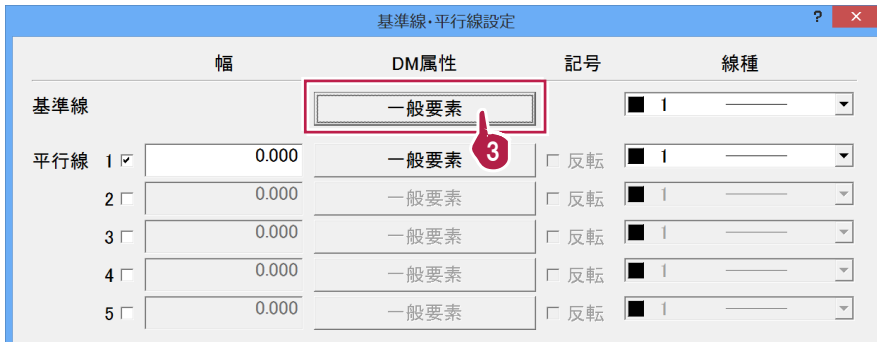 基準線・平行線設定 ? ×
幅 DM属性 記号 線種
基準線 一般要素 1
3
平行線 1 0.000 一般要素 反転 1
2 0.000 一般要素 反転 1
3 0.000 一般要素 反転 1
4 0.000 一般要素 反転 1
5 0.000 一般要素 反転 1